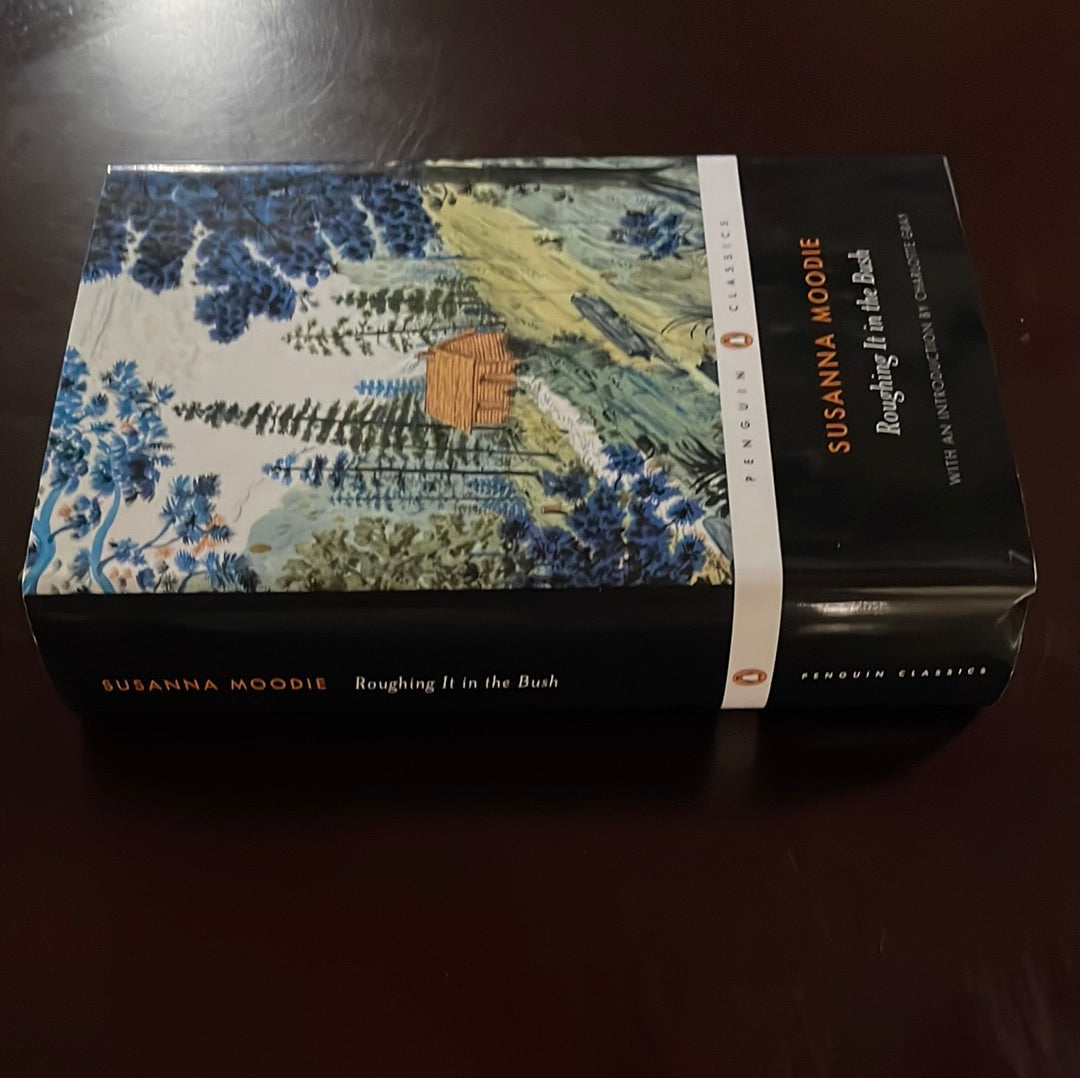 PENGUIN CLASSICS
SUSANNA MOODIE
Roughing It in the Bush
WITH AN INTRODUCTION BY CHARLOTTE GRAY
SUSANNA MOODIE Roughing It in the Bush
PENGUIN CLASSICS